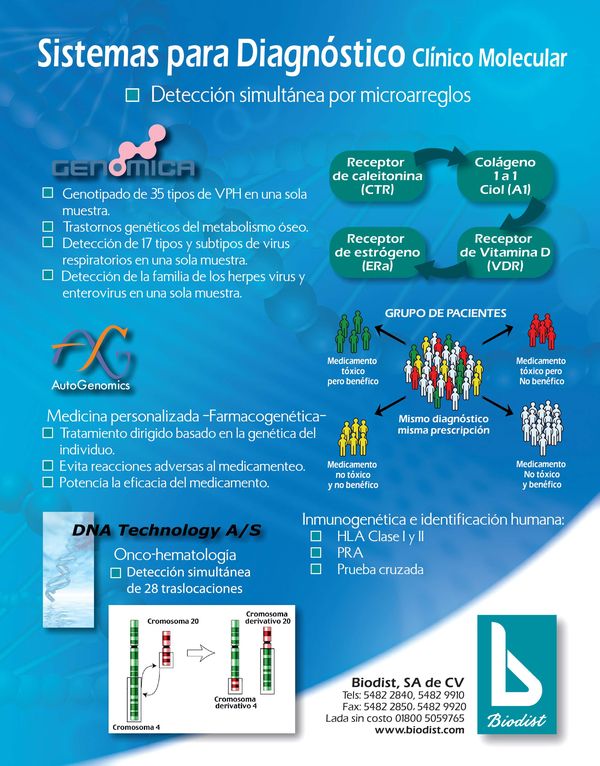 Sistemas para Diagnóstico Clínico Molecular
Detección simultánea por microarreglos
GENOMICA
Genotipado de 35 tipos de VPH en una sola
muestra.
Trastornos genéticos del metabolismo óseo.
Detección de 17 tipos y subtipos de virus
respiratorios en una sola muestra.
Detección de la familia de los herpes virus y
enterovirus en una sola muestra.
Receptor
de caleitonina
(CTR)
Colágeno
1 a 1
Ciol (A1)
Receptor
de estrógeno
(ERa)
Receptor
de Vitamina D
(VDR)
GRUPO DE PACIENTES
Medicamento
tóxico
pero benéfico
Medicamento
tóxico pero
No benéfico
Mismo diagnóstico
misma prescripción
Medicamento
no tóxico
y no benéfico
Medicamento
No tóxico
y benéfico
AXG
AutoGenomics
Medicina personalizada -Farmacogenética-
Tratamiento dirigido basado en la genética del
individuo.
Evita reacciones adversas al medicamenteo.
Potencia la eficacia del medicamento.
DNA Technology A/S
Onco-hematología
Detección simultánea
de 28 traslocaciones
Inmunogenética e identificación humana:
HLA Clase I y II
PRA
Prueba cruzada
Cromosoma 20
Cromosoma 4
Cromosoma
derivativo 20
Cromosoma
derivativo 4
Biodist, SA de CV
Tels: 5482 2840, 5482 9910
Fax: 5482 2850, 5482 9920
Lada sin costo 01800 5059765
www.biodist.com
b
Biodist